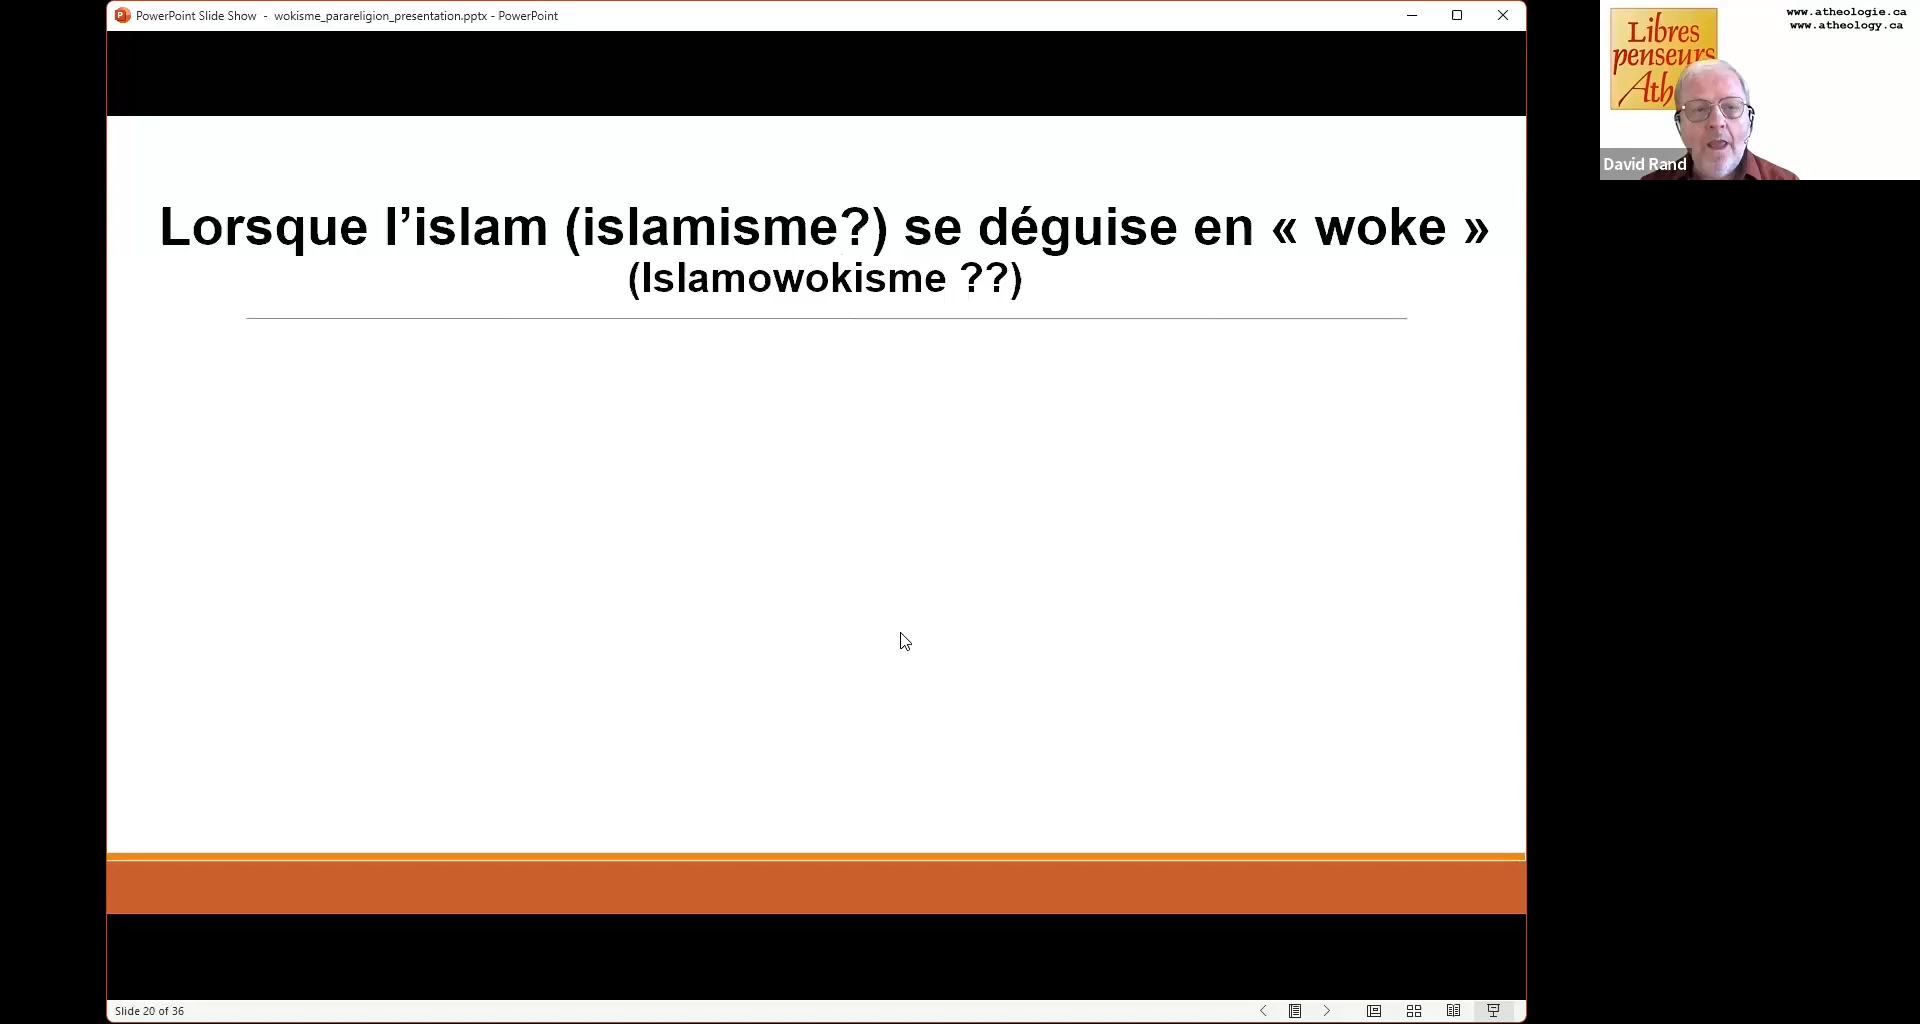 PowerPoint Slide Show - wokisme_parareligion_presentation.pptx - PowerPoint
Lorsque l’islam (islamisme?) se déguise en « woke »
(Islamowokisme ??)
Slide 20 of 36
www.atheologie.ca
www.atheology.ca
Libres
penseurs
Ath
David Rand